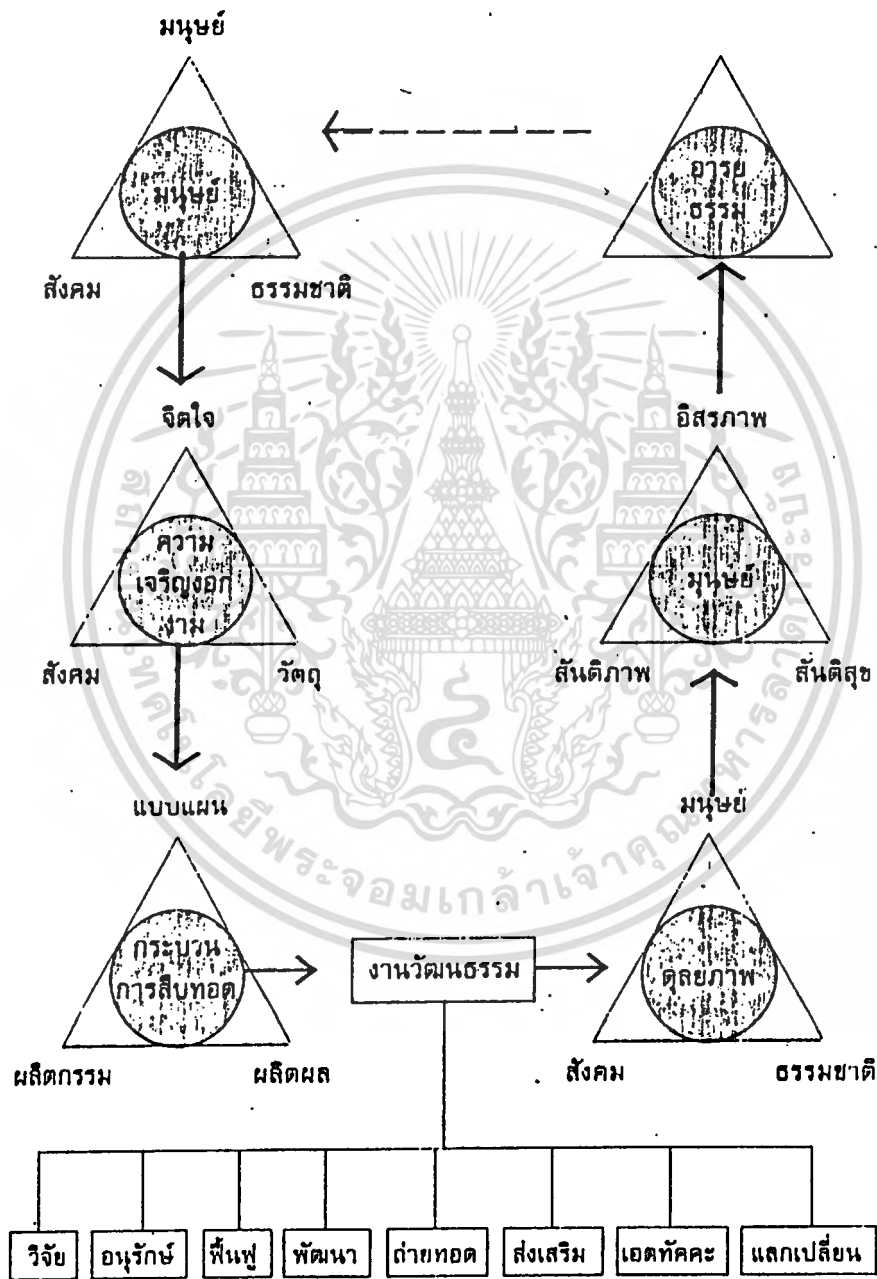 มนุษย์
มนุษย์
สังคม ธรรมชาติ
อารย
ธรรม
จิตใจ
ความ
เจริญงอก
งาม
สังคม วัตถุ
อิสรภาพ
มนุษย์
สันติภาพ สันติสุข
แบบแผน
กระบวน
การสืบทอด
ผลิตกรรม ผลิตผล
งานวัฒนธรรม
มนุษย์
ดุลยภาพ
สังคม ธรรมชาติ
วิจัย อนุรักษ์ ฟื้นฟู พัฒนา ถ่ายทอด ส่งเสริม เอตทัคคะ แลกเปลี่ยน